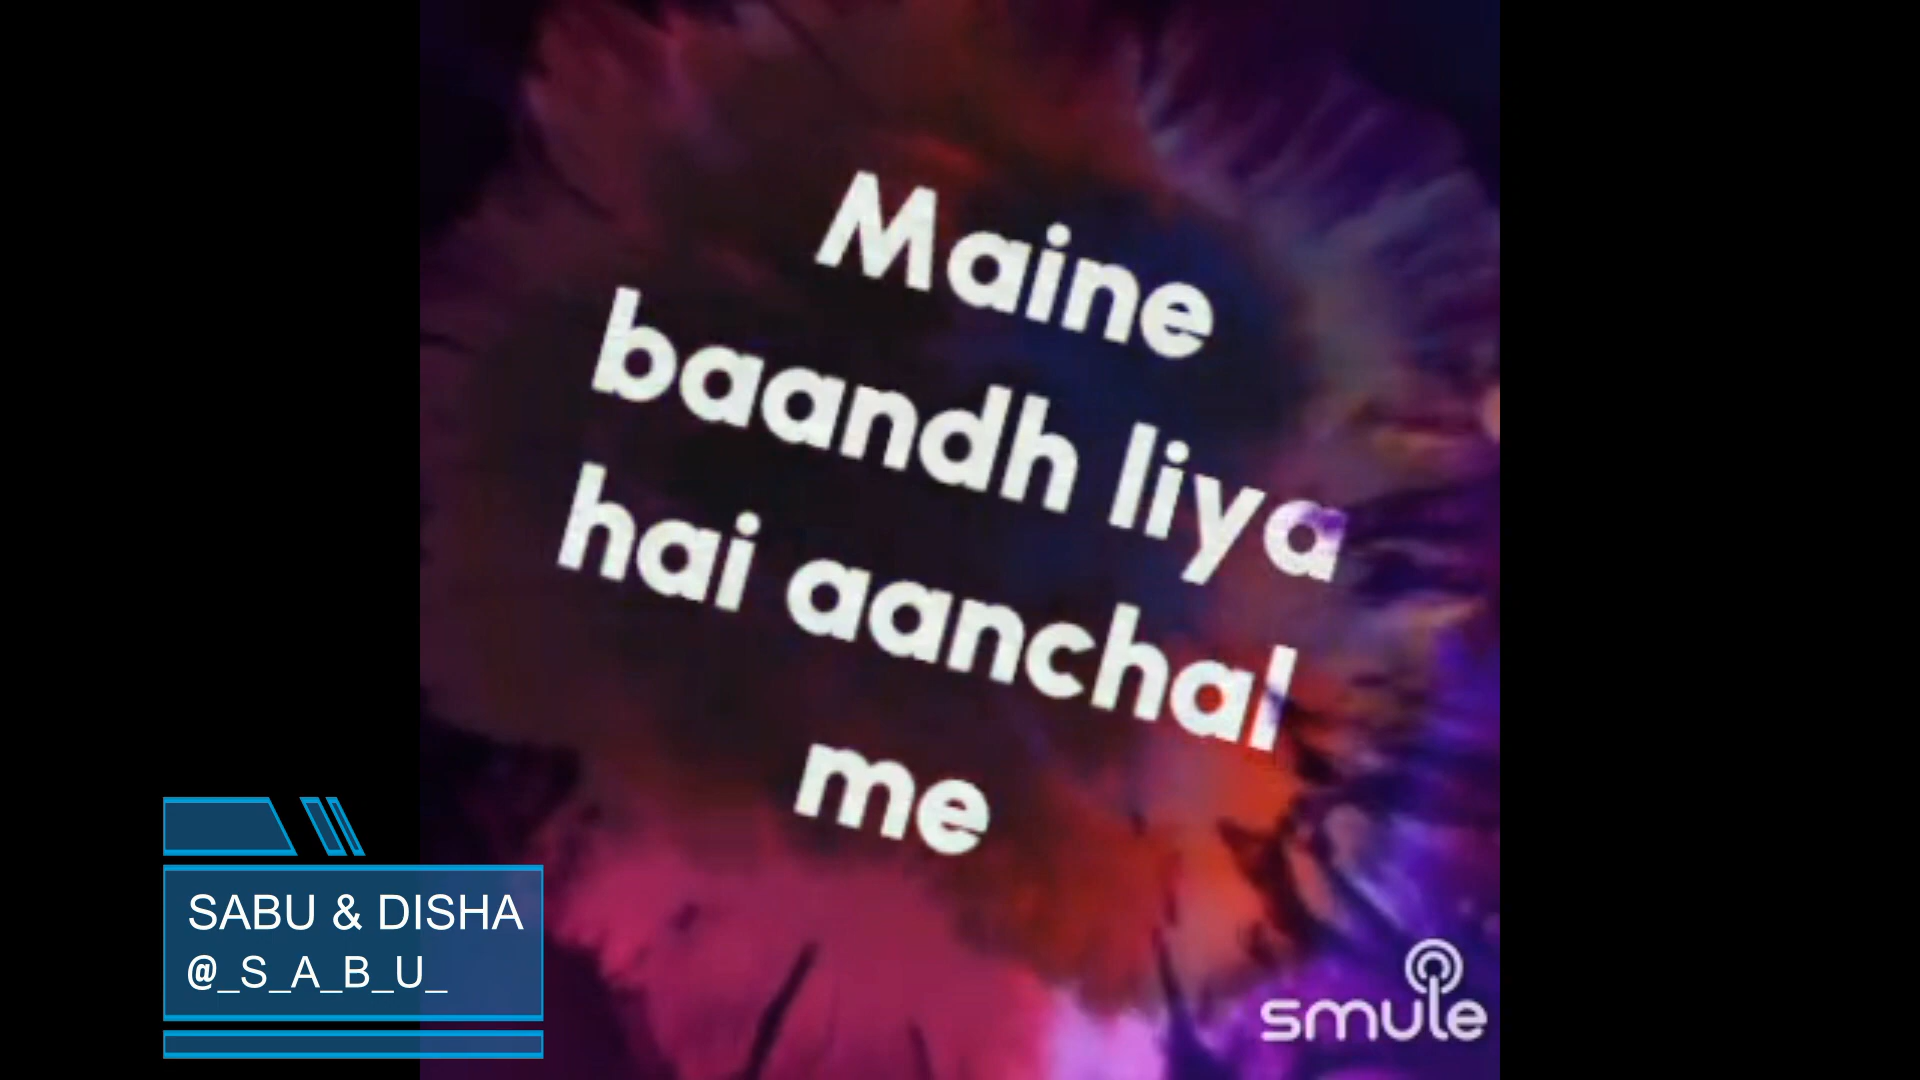 Maine
baandh liya
hai aanchal
me
SABU & DISHA
@_S_A_B_U_
smule